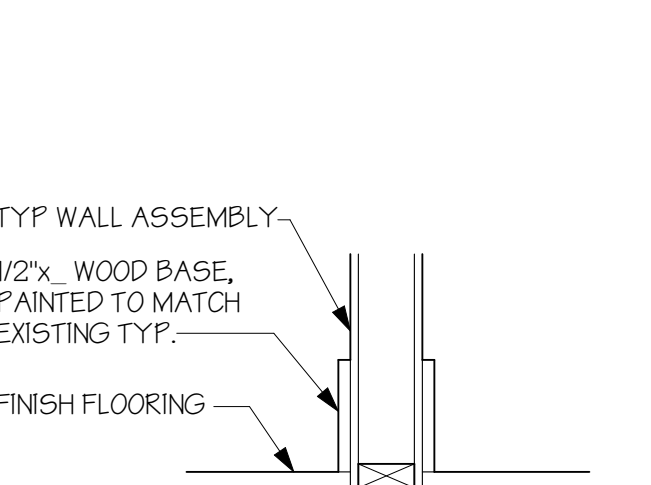 TYP WALL ASSEMBLY
1/2"x_ WOOD BASE,
PAINTED TO MATCH
EXISTING TYP.
FINISH FLOORING